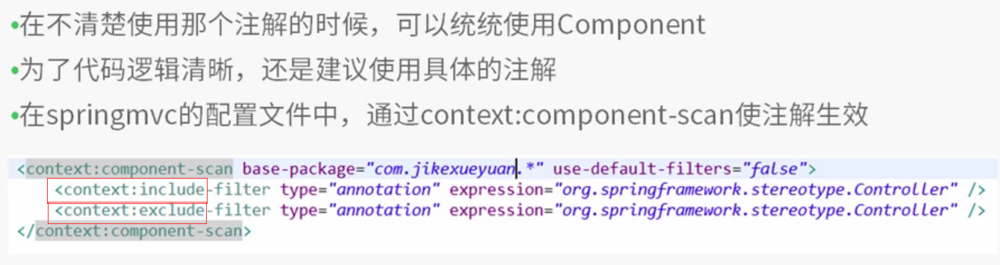 •在不清楚使用那个注解的时候，可以统统使用Component
•为了代码逻辑清晰，还是建议使用具体的注解
•在springmvc的配置文件中，通过context:component-scan使注解生效
<context:component-scan base-package="com.jikexueyuan.*" use-default-filters="false">
<context:include-filter type="annotation" expression="org.springframework.stereotype.Controller" />
<context:exclude-filter type="annotation" expression="org.springframework.stereotype.Controller" />
</context:component-scan>